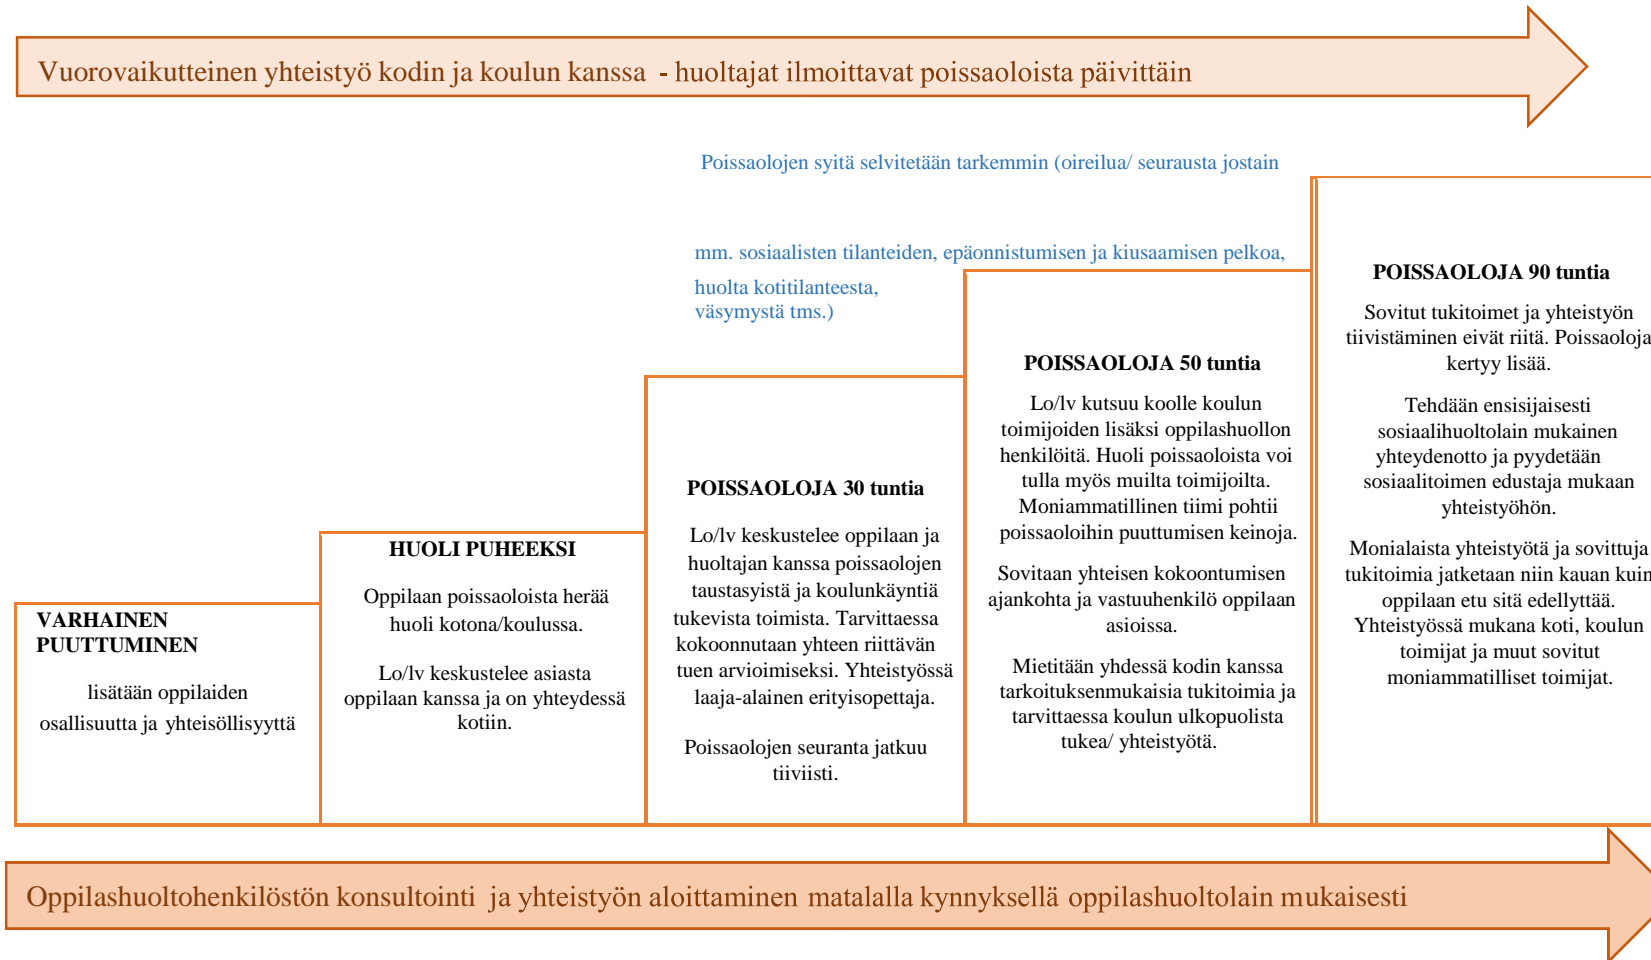 Vuorovaikutteinen yhteistyö kodin ja koulun kanssa - huoltajat ilmoittavat poissaoloista päivittäin
Poissaolojen syitä selvitetään tarkemmin (oireilua/ seurausta jostain
mm. sosiaalisten tilanteiden, epäonnistumisen ja kiusaamisen pelkoa,
huolta kotitilanteesta,
väsymystä tms.)
VARHAINEN
PUUTTUMINEN
lisätään oppilaiden
osallisuutta ja yhteisöllisyyttä
HUOLI PUHEEKSI
Oppilaan poissaoloista herää
huoli kotona/koulussa.
Lo/lv keskustelee asiasta
oppilaan kanssa ja on yhteydessä
kotiin.
POISSAOLOJA 30 tuntia
Lo/lv keskustelee oppilaan ja
huoltajan kanssa poissaolojen
taustasyistä ja koulunkäyntiä
tukevista toimista. Tarvittaessa
kokoonnutaan yhteen riittävän
tuen arvioimiseksi. Yhteistyössä
laaja-alainen erityisopettaja.
Poissaolojen seuranta jatkuu
tiiviisti.
POISSAOLOJA 50 tuntia
Lo/lv kutsuu koolle koulun
toimijoiden lisäksi oppilashuollon
henkilöitä. Huoli poissaoloista voi
tulla myös muilta toimijoilta.
Moniammatillinen tiimi pohtii
poissaoloihin puuttumisen keinoja.
Sovitaan yhteisen kokoontumisen
ajankohta ja vastuuhenkilö oppilaan
asioissa.
Mietitään yhdessä kodin kanssa
tarkoituksenmukaisia tukitoimia ja
tarvittaessa koulun ulkopuolista
tukea/ yhteistyötä.
POISSAOLOJA 90 tuntia
Sovitut tukitoimet ja yhteistyön
tiivistäminen eivät riitä. Poissaoloja
kertyy lisää.
Tehdään ensisijaisesti
sosiaalihuoltolain mukainen
yhteydenotto ja pyydetään
sosiaalitoimen edustaja mukaan
yhteistyöhön.
Monialaista yhteistyötä ja sovittuja
tukitoimia jatketaan niin kauan kuin
oppilaan etu sitä edellyttää.
Yhteistyössä mukana koti, koulun
toimijat ja muut sovitut
moniammatilliset toimijat.
Oppilashuoltohenkilöstön konsultointi ja yhteistyön aloittaminen matalalla kynnyksellä oppilashuoltolain mukaisesti